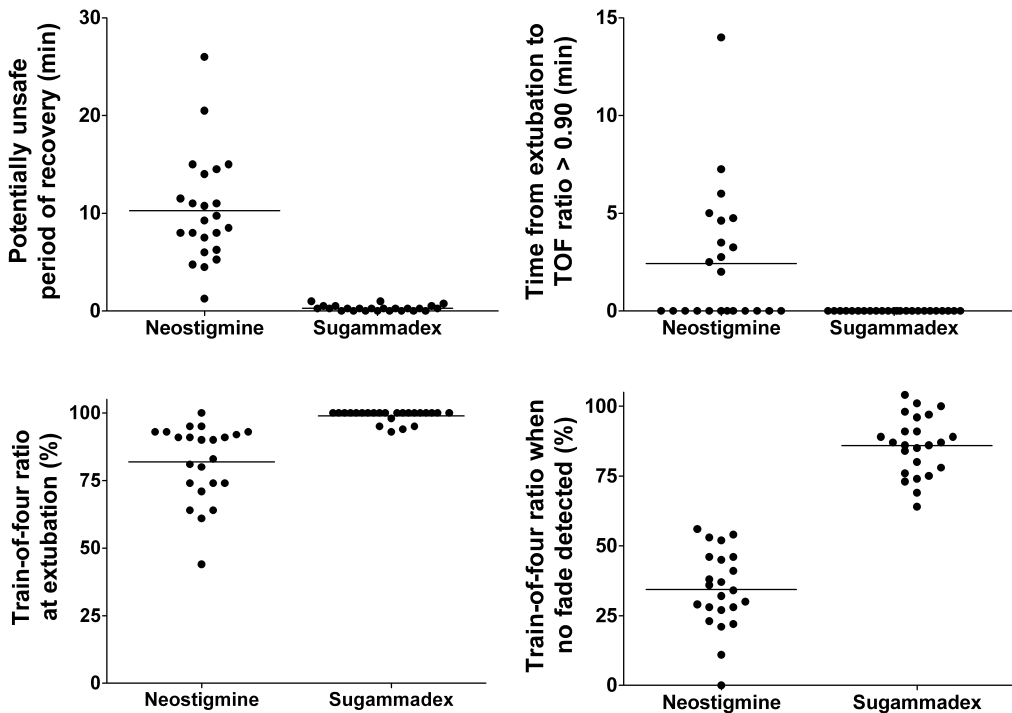 Potentially unsafe
period of recovery (min)
30
20
10
0
Neostigmine
Sugammadex
Time from extubation to
TOF ratio > 0.90 (min)
15
10
5
0
Neostigmine
Sugammadex
Train-of-four ratio
at extubation (%)
100
75
50
25
0
Neostigmine
Sugammadex
Train-of-four ratio when
no fade detected (%)
100
75
50
25
0
Neostigmine
Sugammadex